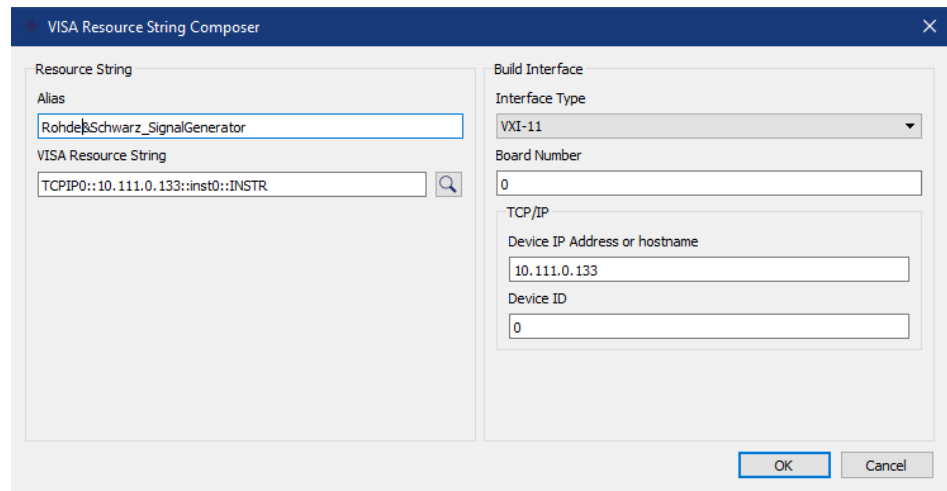 VISA Resource String Composer
Resource String
Alias
Rohde&Schwarz_SignalGenerator
VISA Resource String
TCPIP0::10.111.0.133::inst0::INSTR
Build Interface
Interface Type
VXI-11
Board Number
0
TCP/IP
Device IP Address or hostname
10.111.0.133
Device ID
0
OK
Cancel